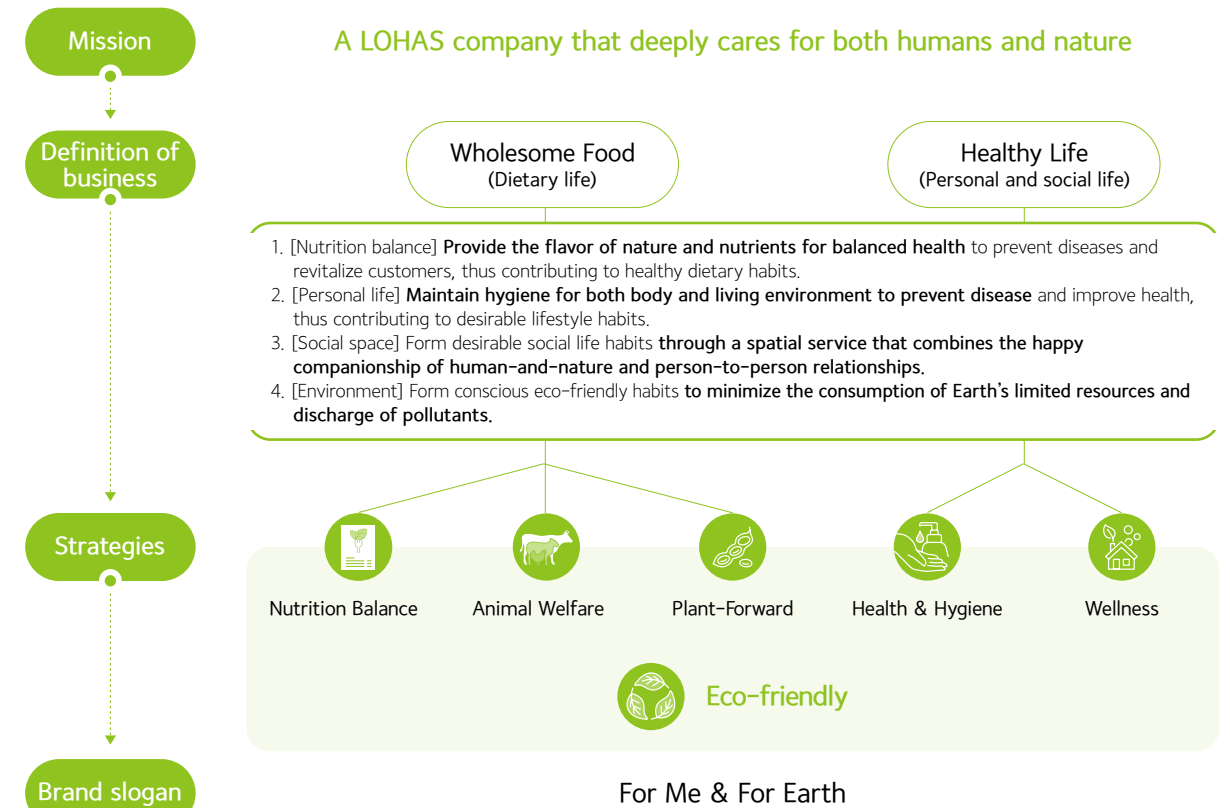 Mission
A LOHAS company that deeply cares for both humans and nature
Definition of
business
Wholesome Food
(Dietary life)
Healthy Life
(Personal and social life)
1. [Nutrition balance] Provide the flavor of nature and nutrients for balanced health to prevent diseases and
revitalize customers, thus contributing to healthy dietary habits.
2. [Personal life] Maintain hygiene for both body and living environment to prevent disease and improve health,
thus contributing to desirable lifestyle habits.
3. [Social space] Form desirable social life habits through a spatial service that combines the happy
companionship of human-and-nature and person-to-person relationships.
4. [Environment] Form conscious eco-friendly habits to minimize the consumption of Earth's limited resources and
discharge of pollutants.
Strategies
Nutrition Balance
Animal Welfare
Plant-Forward
Health & Hygiene
Wellness
Eco-friendly
Brand slogan
For Me & For Earth